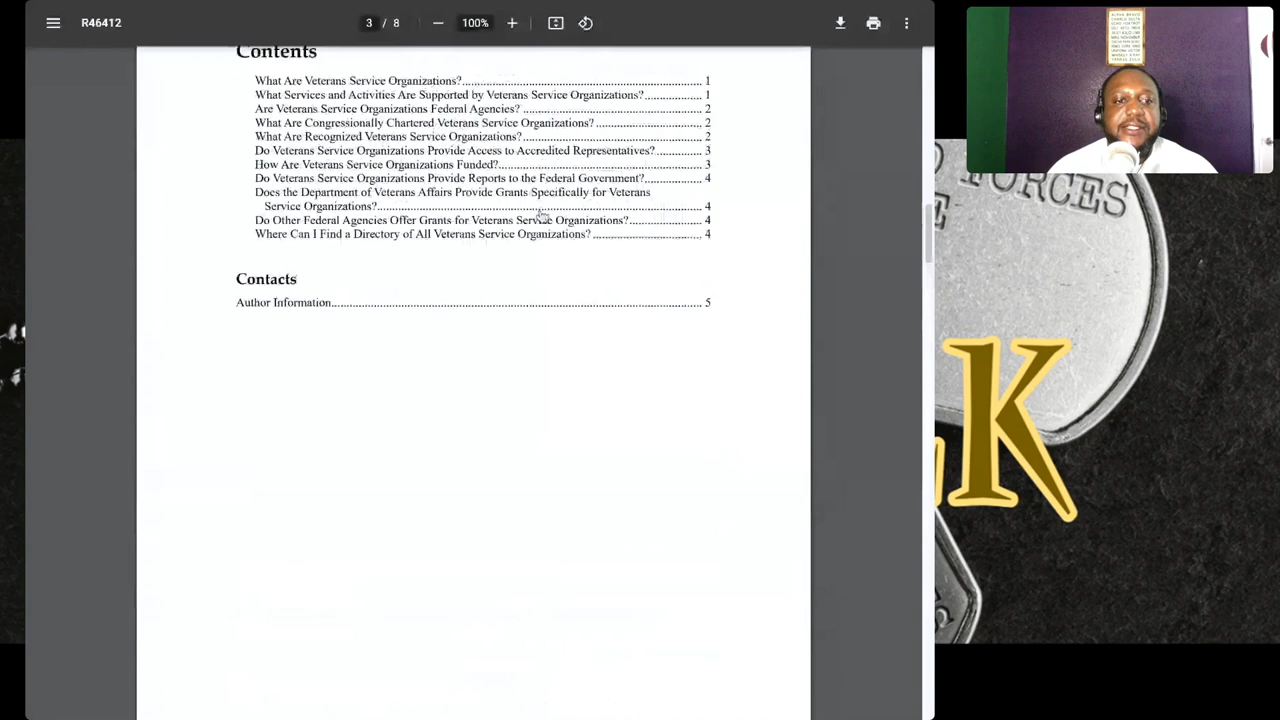 R46412
3 / 8
100%
Contents
What Are Veterans Service Organizations? 1
What Services and Activities Are Supported by Veterans Service Organizations? 1
Are Veterans Service Organizations Federal Agencies? 2
What Are Congressionally Chartered Veterans Service Organizations? 2
What Are Recognized Veterans Service Organizations? 2
Do Veterans Service Organizations Provide Access to Accredited Representatives? 3
How Are Veterans Service Organizations Funded? 3
Do Veterans Service Organizations Provide Reports to the Federal Government? 4
Does the Department of Veterans Affairs Provide Grants Specifically for Veterans
Service Organizations? 4
Do Other Federal Agencies Offer Grants for Veterans Service Organizations? 4
Where Can I Find a Directory of All Veterans Service Organizations? 4
Contacts
Author Information 5
FORCES
K